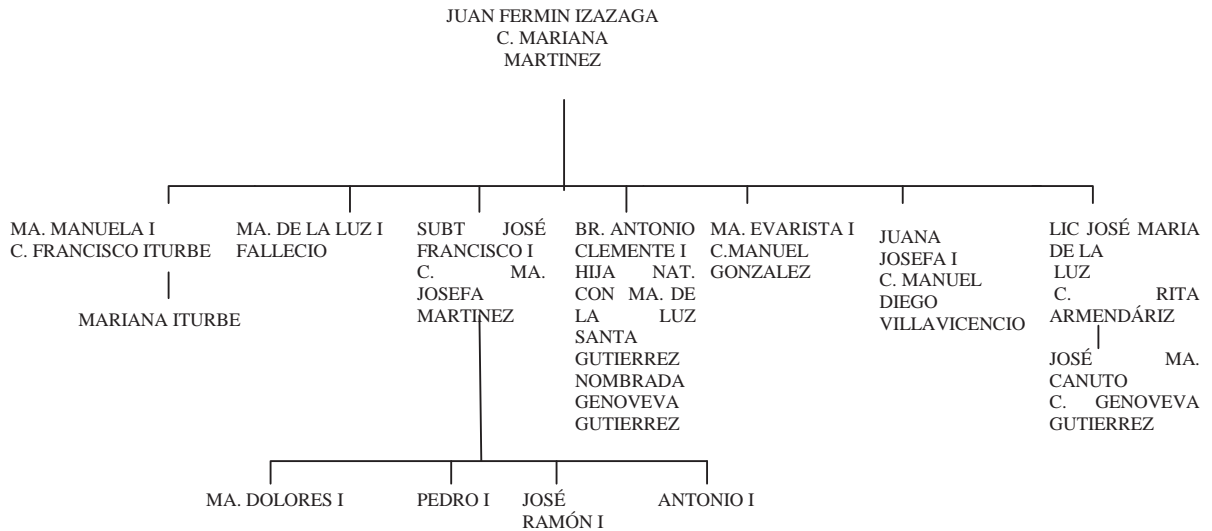 JUAN FERMIN IZAZAGA
C. MARIANA
MARTINEZ
MA. MANUELA I
C. FRANCISCO ITURBE
MARIANA ITURBE
MA. DE LA LUZ I
FALLECIO
SUBT JOSÉ
FRANCISCO I
C. MA.
JOSEFA
MARTINEZ
BR. ANTONIO
CLEMENTE I
HIJA NAT.
CON MA. DE
LA LUZ
SANTA
GUTIERREZ
NOMBRADA
GENOVEVA
GUTIERREZ
MA. EVARISTA I
C.MANUEL
GONZALEZ
JUANA
JOSEFA I
C. MANUEL
DIEGO
VILLAVICENCIO
LIC JOSÉ MARIA
DE LA
LUZ
C. RITA
ARMENDÁRIZ
JOSÉ MA.
CANUTO
C. GENOVEVA
GUTIERREZ
MA. DOLORES I
PEDRO I
JOSÉ
RAMÓN I
ANTONIO I